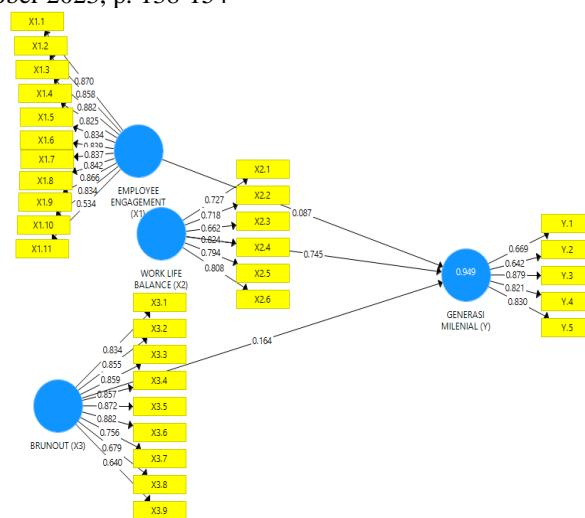 X1.1
X1.2
X1.3
X1.4
X1.5
X1.6
X1.7
X1.8
X1.9
X1.10
X1.11
0.870
0.858
0.882
0.825
0.834
0.839
0.837
0.842
0.866
0.834
0.534
EMPLOYEE
ENGAGEMENT
(X1)
0.087
X2.1
X2.2
X2.3
X2.4
X2.5
X2.6
0.727
0.718
0.662
0.824
0.794
0.808
WORK LIFE
BALANCE (X2)
0.745
X3.1
X3.2
X3.3
X3.4
X3.5
X3.6
X3.7
X3.8
X3.9
0.834
0.855
0.859
0.857
0.872
0.882
0.756
0.679
0.640
BRUNOUT (X3)
0.164
0.949
GENERASI
MILENIAL (Y)
0.669
0.642
0.879
0.821
0.830
Y.1
Y.2
Y.3
Y.4
Y.5